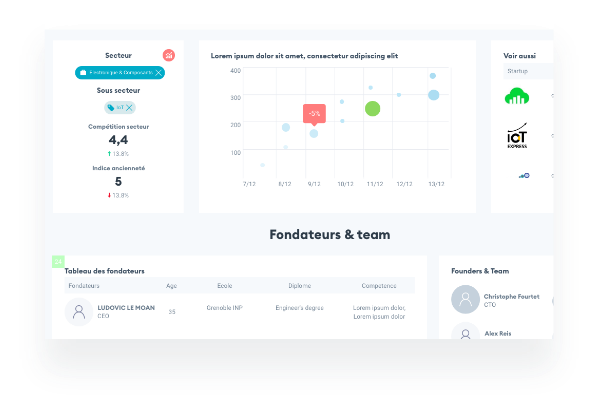 Secteur
Electronique & Composants
Sous secteur
IoT
Compétition secteur
4,4
13.8%
Indice ancienneté
5
13.8%
Lorem ipsum dolor sit amet, consectetur adipiscing elit
400
300
200
100
-5%
7/12 8/12 9/12 10/12 11/12 12/12 13/12
Voir aussi
Startup
iCT
EXPRESS
Fondateurs & team
Tableau des fondateurs
Fondateurs Age Ecole Diplome Competence
LUDOVIC LE MOAN
CEO
35
Grenoble INP
Engineer's degree
Lorem ipsum dolor,
Lorem ipsum dolor
Founders & Team
Christophe Fourtet
CTO
Alex Reis